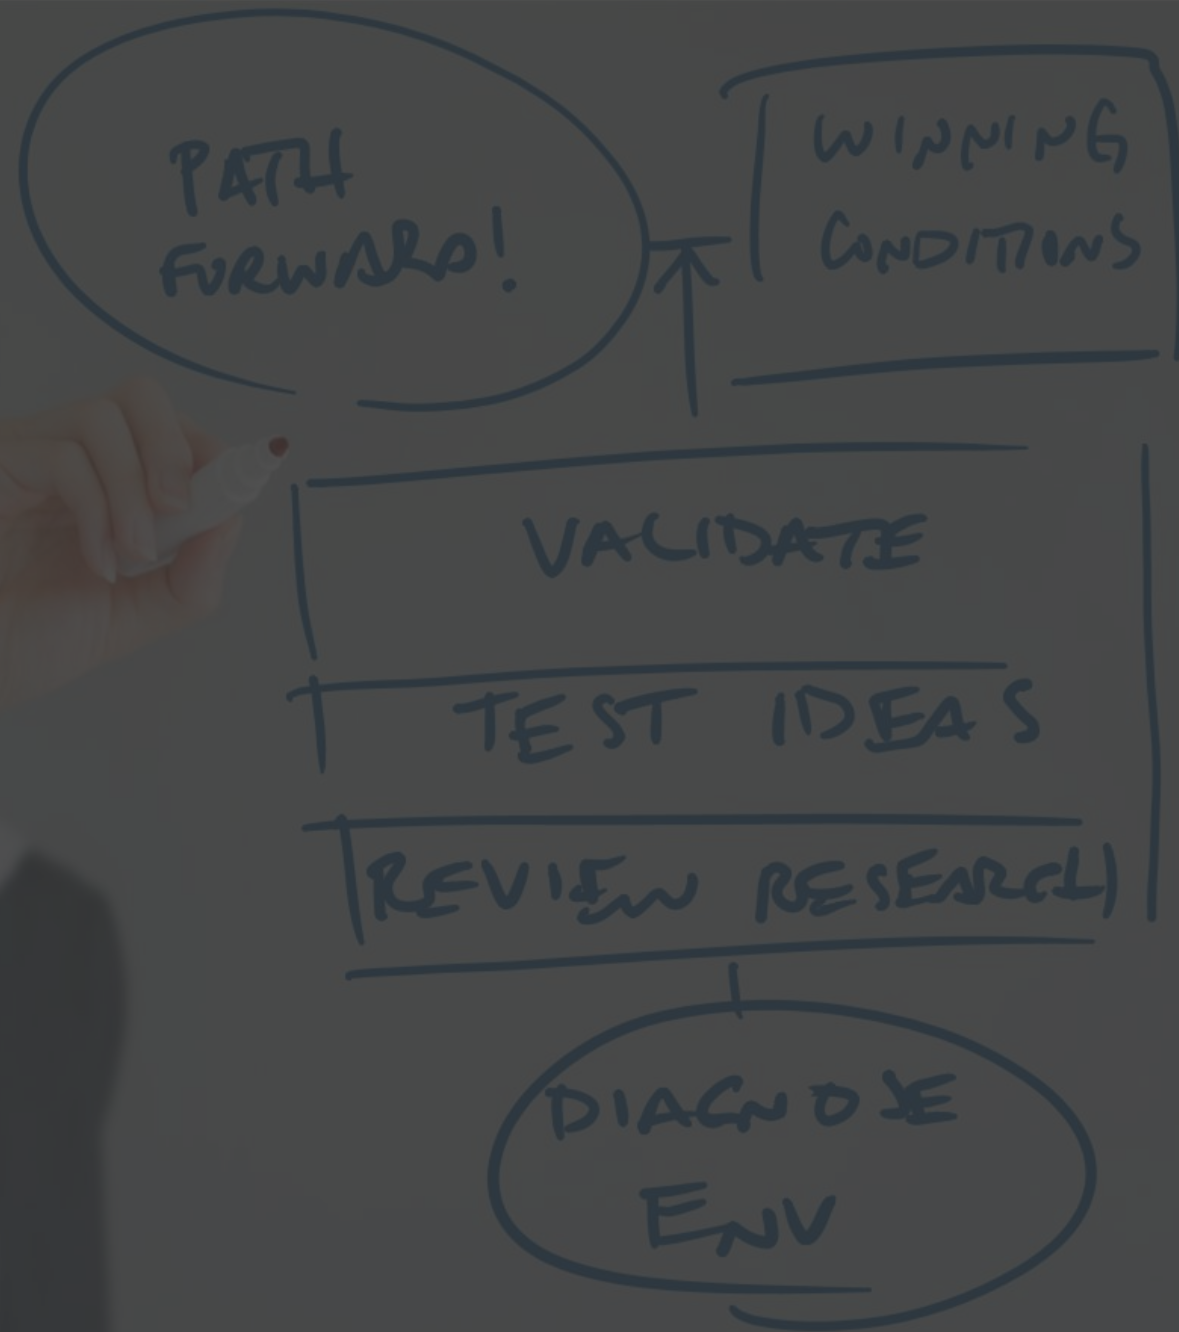 PATH
FORWARD!
WINNING
CONDITIONS
VALIDATE
TEST IDEAS
REVIEW RESEARCH
DIAGNOSE
ENV